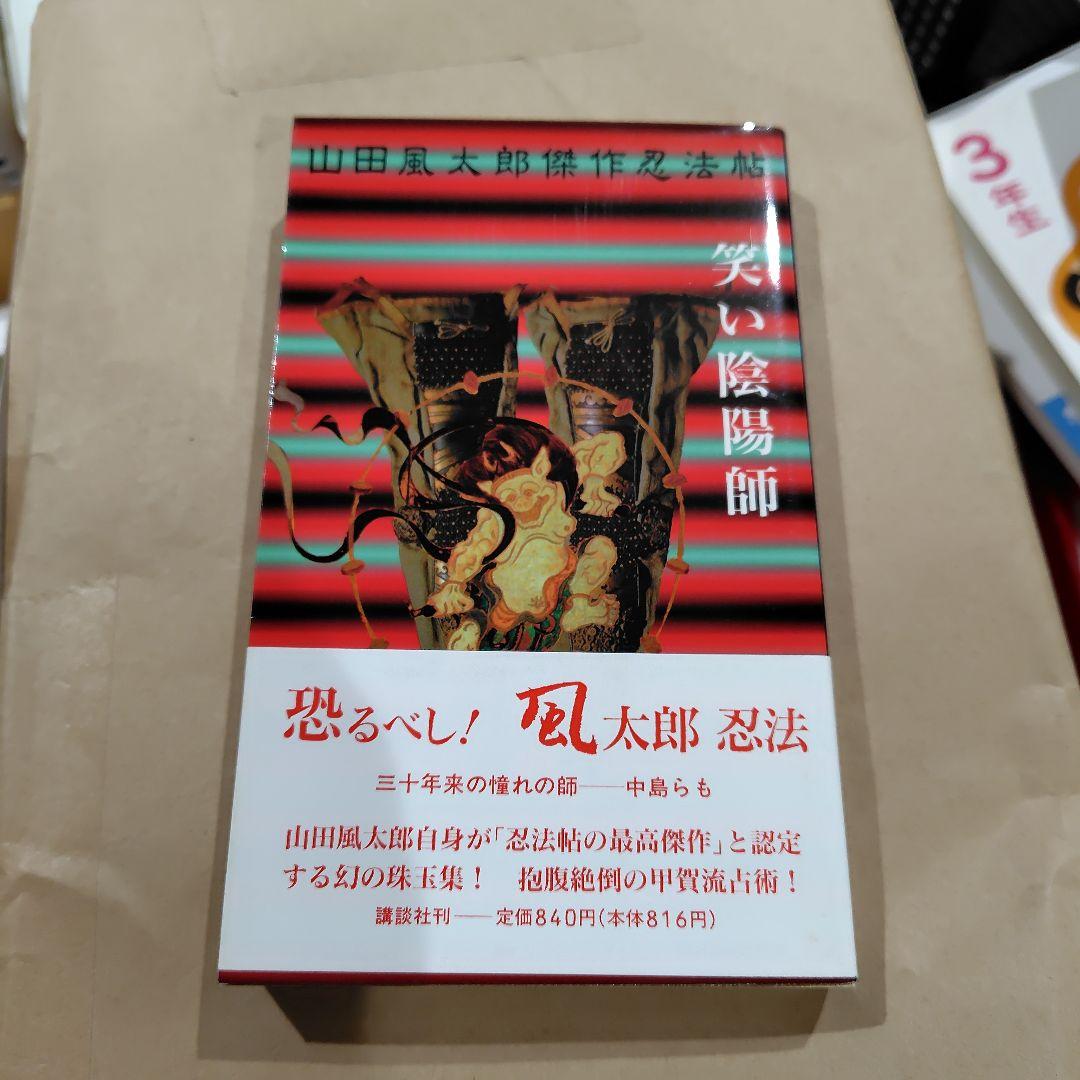 山田風太郎傑作忍法帖
笑い陰陽師
恐るべし! 風太郎 忍法
三十年来の憧れの師──中島らも
山田風太郎自身が「忍法帖の最高傑作」と認定
する幻の珠玉集! 抱腹絶倒の甲賀流占術!
講談社刊──定価840円(本体816円)
3年生